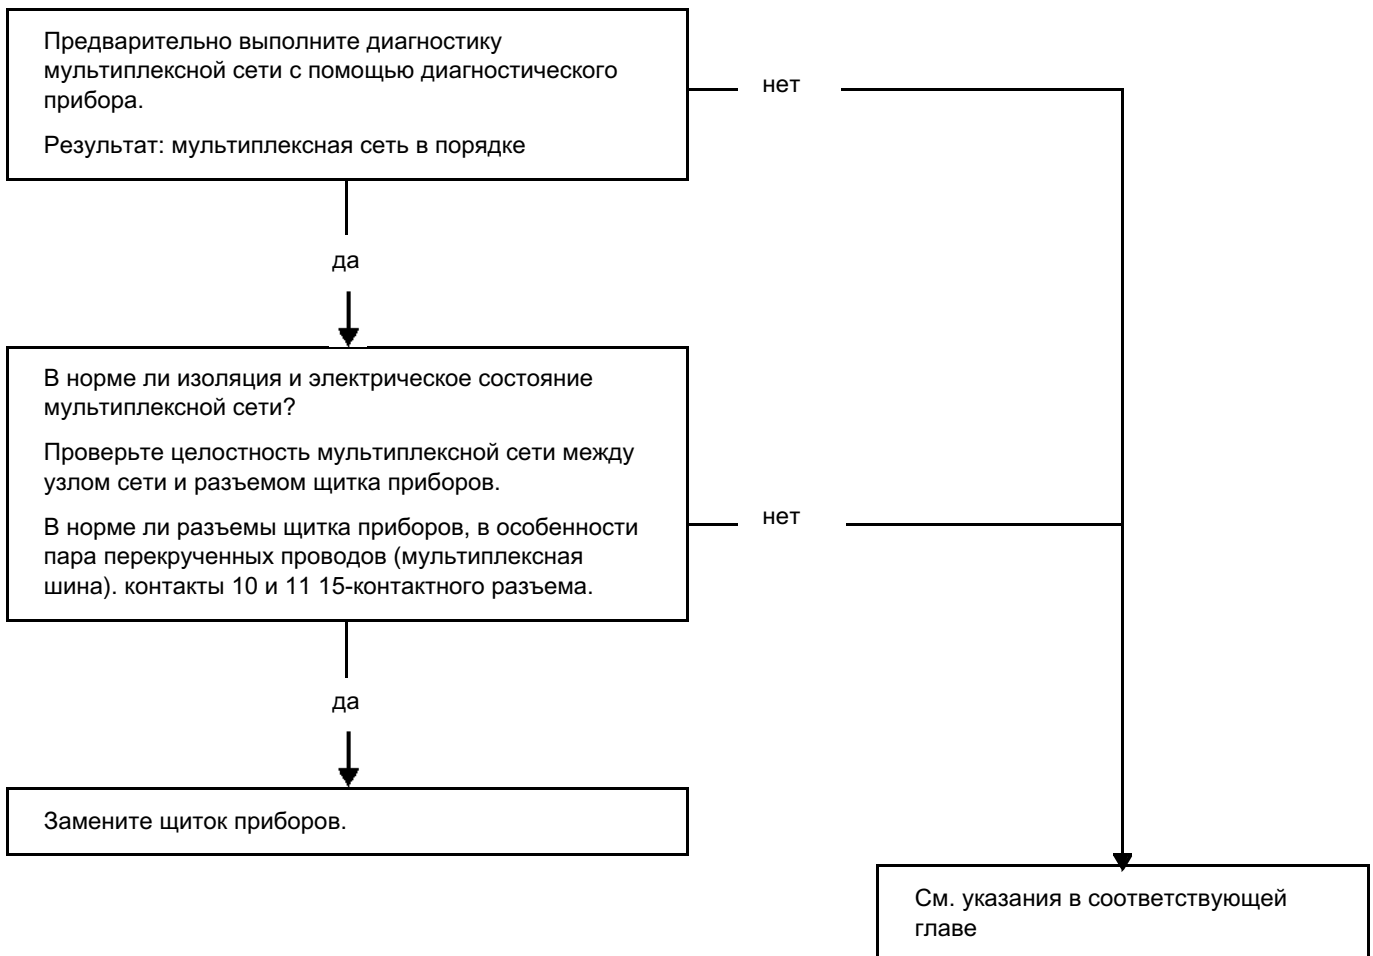 Предварительно выполните диагностику
мультиплексной сети с помощью диагностического
прибора.
Результат: мультиплексная сеть в порядке
нет
да
В норме ли изоляция и электрическое состояние
мультиплексной сети?
Проверьте целостность мультиплексной сети между
узлом сети и разъемом щитка приборов.
В норме ли разъемы щитка приборов, в особенности
пара перекрученных проводов (мультиплексная
шина). контакты 10 и 11 15-контактного разъема.
нет
да
Замените щиток приборов.
См. указания в соответствующей
главе